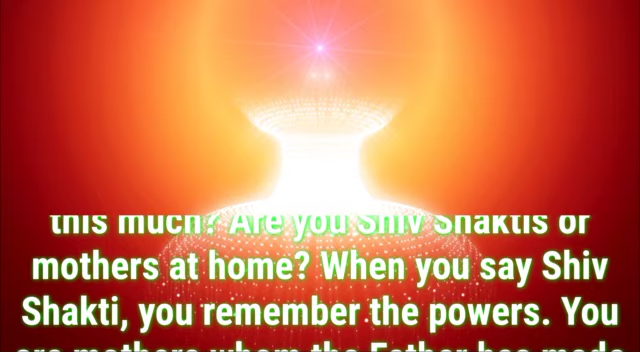 this much? Are you Shiv Shaktis or
mothers at home? When you say Shiv
Shakti, you remember the powers. You
are mothers whom the Father has made